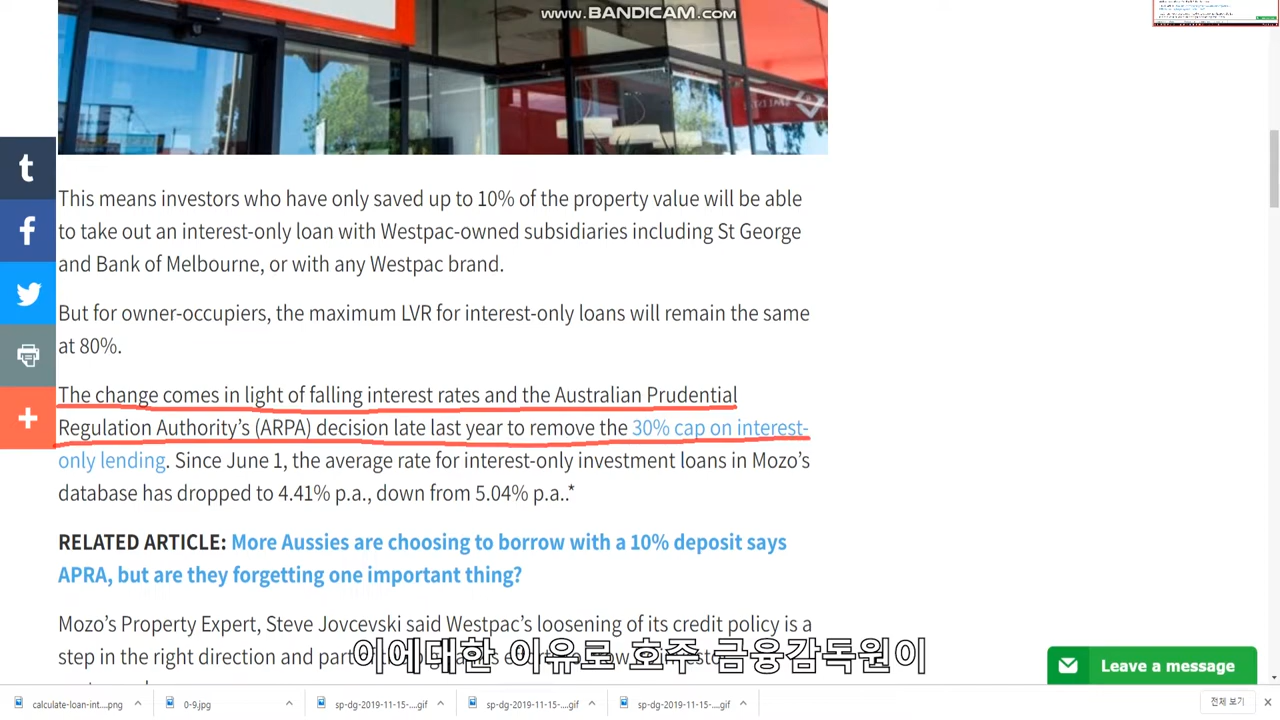 WWW.BANDICAM.COM
This means investors who have only saved up to 10% of the property value will be able
to take out an interest-only loan with Westpac-owned subsidiaries including St George
and Bank of Melbourne, or with any Westpac brand.
But for owner-occupiers, the maximum LVR for interest-only loans will remain the same
at 80%.
The change comes in light of falling interest rates and the Australian Prudential
Regulation Authority's (ARPA) decision late last year to remove the 30% cap on interest-
only lending. Since June 1, the average rate for interest-only investment loans in Mozo's
database has dropped to 4.41% p.a., down from 5.04% p.a..*
RELATED ARTICLE: More Aussies are choosing to borrow with a 10% deposit says
APRA, but are they forgetting one important thing?
Mozo's Property Expert, Steve Jovcevski said Westpac's loosening of its credit policy is a
step in the right direction and part
이에대한 이유로 호주 금융감독원이
Leave a message
calculate-loan-int....png
0-9.jpg
sp-dg-2019-11-15-....gif
sp-dg-2019-11-15-....gif
sp-dg-2019-11-15-....gif
전체 보기